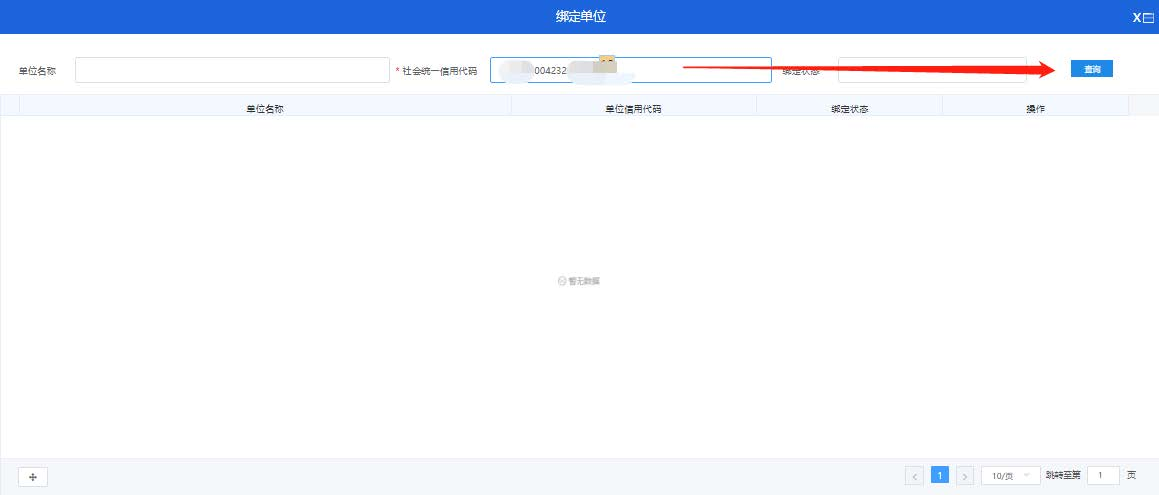 绑定单位
X
单位名称 * 社会统一信用代码 004232 绑定状态 查询
单位名称 单位信用代码 绑定状态 操作
暂无数据
1 10/页 跳转至第 1 页